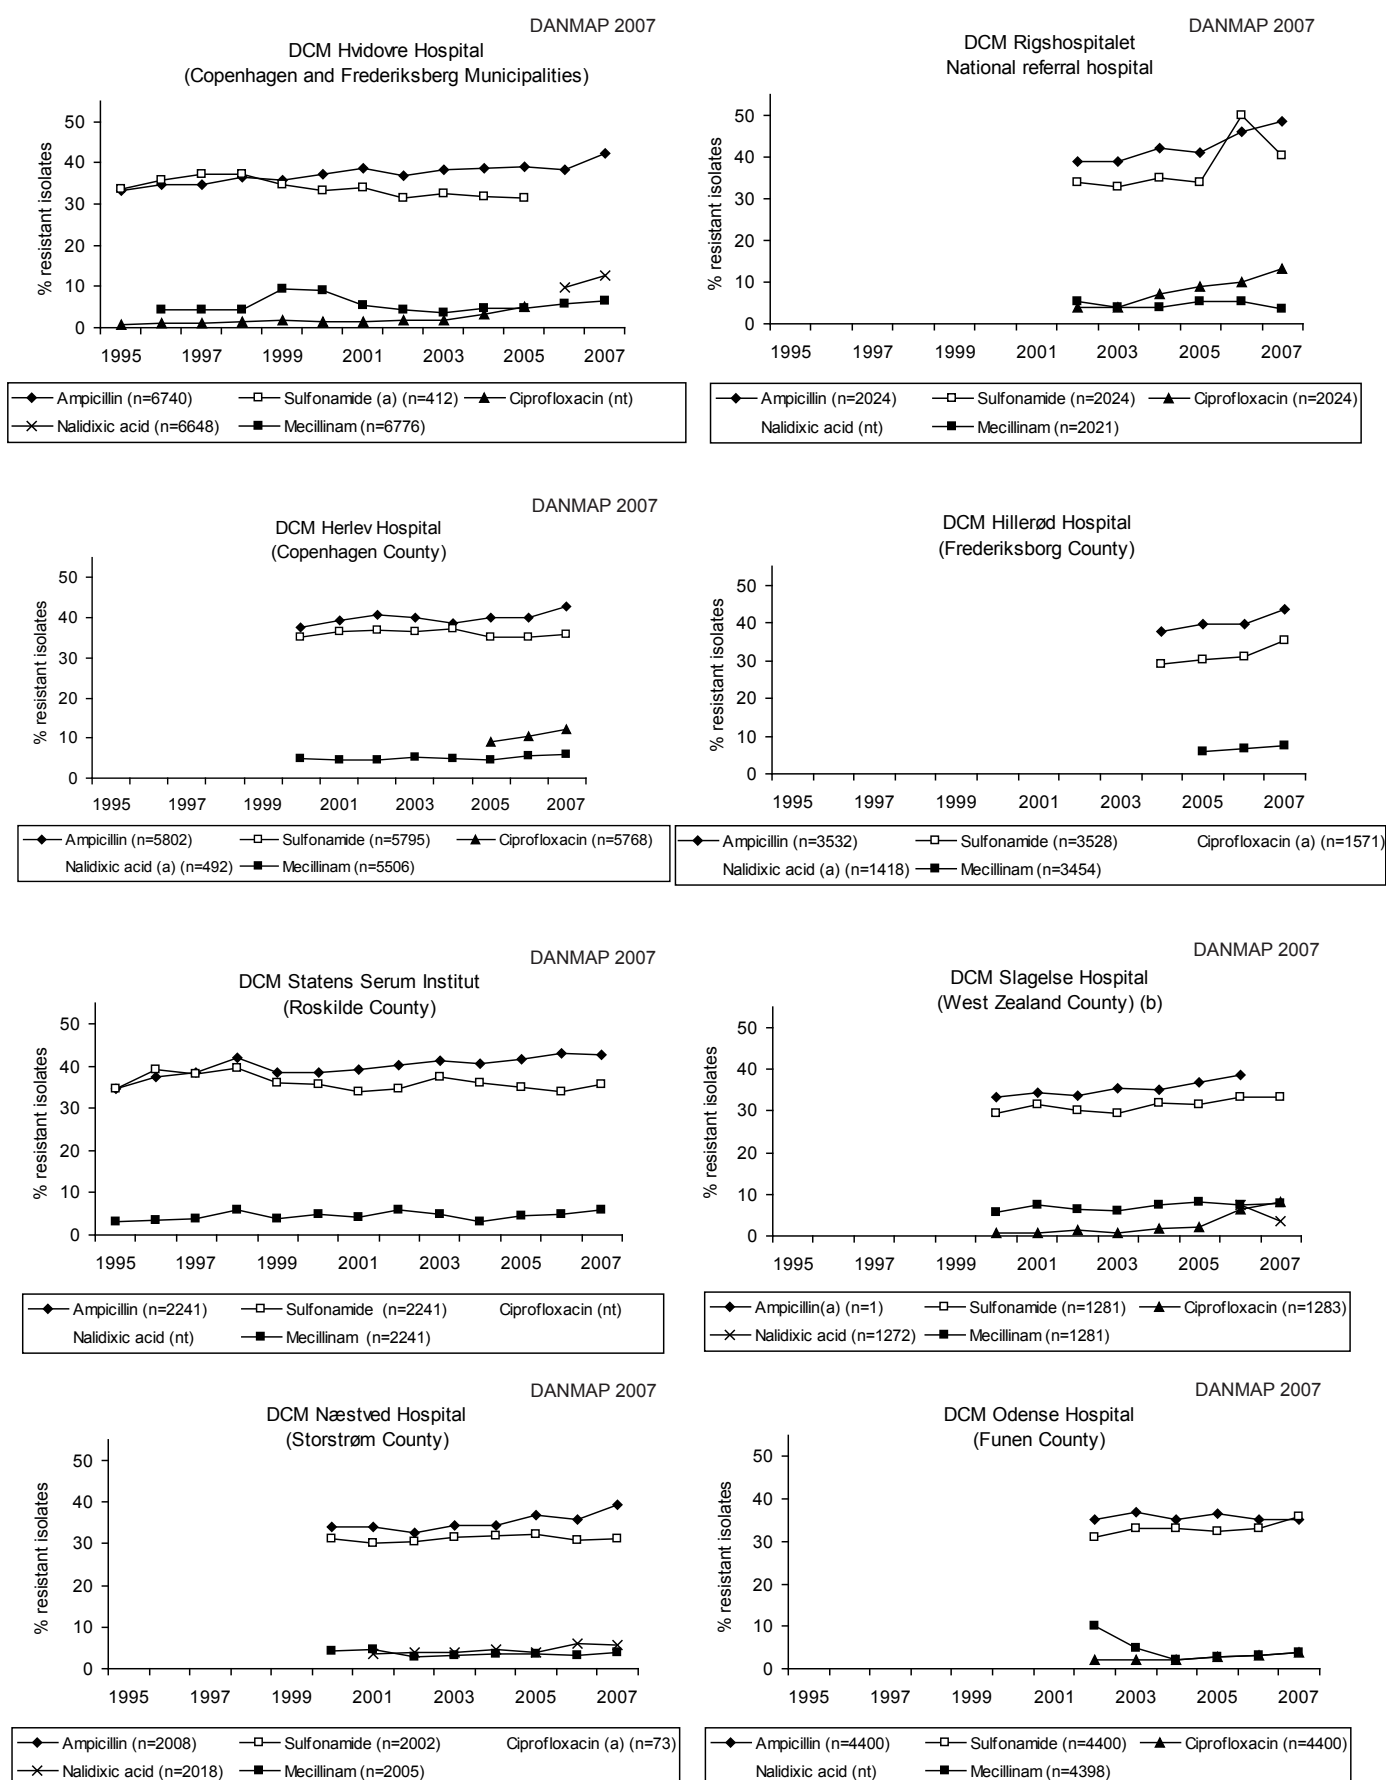 DANMAP 2007
DCM Hvidovre Hospital
(Copenhagen and Frederiksberg Municipalities)
% resistant isolates
50
40
30
20
10
0
1995 1997 1999 2001 2003 2005 2007
Ampicillin (n=6740) Sulfonamide (a) (n=412) Ciprofloxacin (nt)
Nalidixic acid (n=6648) Mecillinam (n=6776)
DANMAP 2007
DCM Rigshospitalet
National referral hospital
% resistant isolates
50
40
30
20
10
0
1995 1997 1999 2001 2003 2005 2007
Ampicillin (n=2024) Sulfonamide (n=2024) Ciprofloxacin (n=2024)
Nalidixic acid (nt) Mecillinam (n=2021)
DANMAP 2007
DCM Herlev Hospital
(Copenhagen County)
% resistant isolates
50
40
30
20
10
0
1995 1997 1999 2001 2003 2005 2007
Ampicillin (n=5802) Sulfonamide (n=5795) Ciprofloxacin (n=5768)
Nalidixic acid (a) (n=492) Mecillinam (n=5506)
DCM Hillerød Hospital
(Frederiksborg County)
% resistant isolates
50
40
30
20
10
0
1995 1997 1999 2001 2003 2005 2007
Ampicillin (n=3532) Sulfonamide (n=3528) Ciprofloxacin (a) (n=1571)
Nalidixic acid (a) (n=1418) Mecillinam (n=3454)
DANMAP 2007
DCM Statens Serum Institut
(Roskilde County)
% resistant isolates
50
40
30
20
10
0
1995 1997 1999 2001 2003 2005 2007
Ampicillin (n=2241) Sulfonamide (n=2241) Ciprofloxacin (nt)
Nalidixic acid (nt) Mecillinam (n=2241)
DANMAP 2007
DCM Slagelse Hospital
(West Zealand County) (b)
% resistant isolates
50
40
30
20
10
0
1995 1997 1999 2001 2003 2005 2007
Ampicillin(a) (n=1) Sulfonamide (n=1281) Ciprofloxacin (n=1283)
Nalidixic acid (n=1272) Mecillinam (n=1281)
DANMAP 2007
DCM Næstved Hospital
(Storstrøm County)
% resistant isolates
50
40
30
20
10
0
1995 1997 1999 2001 2003 2005 2007
Ampicillin (n=2008) Sulfonamide (n=2002) Ciprofloxacin (a) (n=73)
Nalidixic acid (n=2018) Mecillinam (n=2005)
DANMAP 2007
DCM Odense Hospital
(Funen County)
% resistant isolates
50
40
30
20
10
0
1995 1997 1999 2001 2003 2005 2007
Ampicillin (n=4400) Sulfonamide (n=4400) Ciprofloxacin (n=4400)
Nalidixic acid (nt) Mecillinam (n=4398)